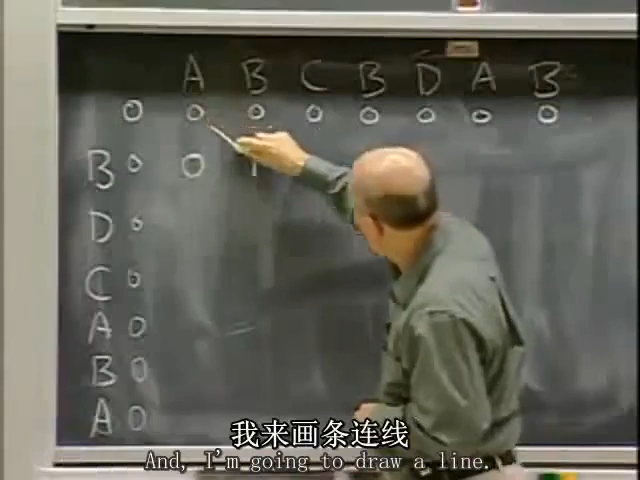 A B C B D A B
0 0 0 0 0 0 0 0
B 0 0 1
D 0
C 0
A 0
B 0
A 0
我来画条连线
And, I'm going to draw a line.